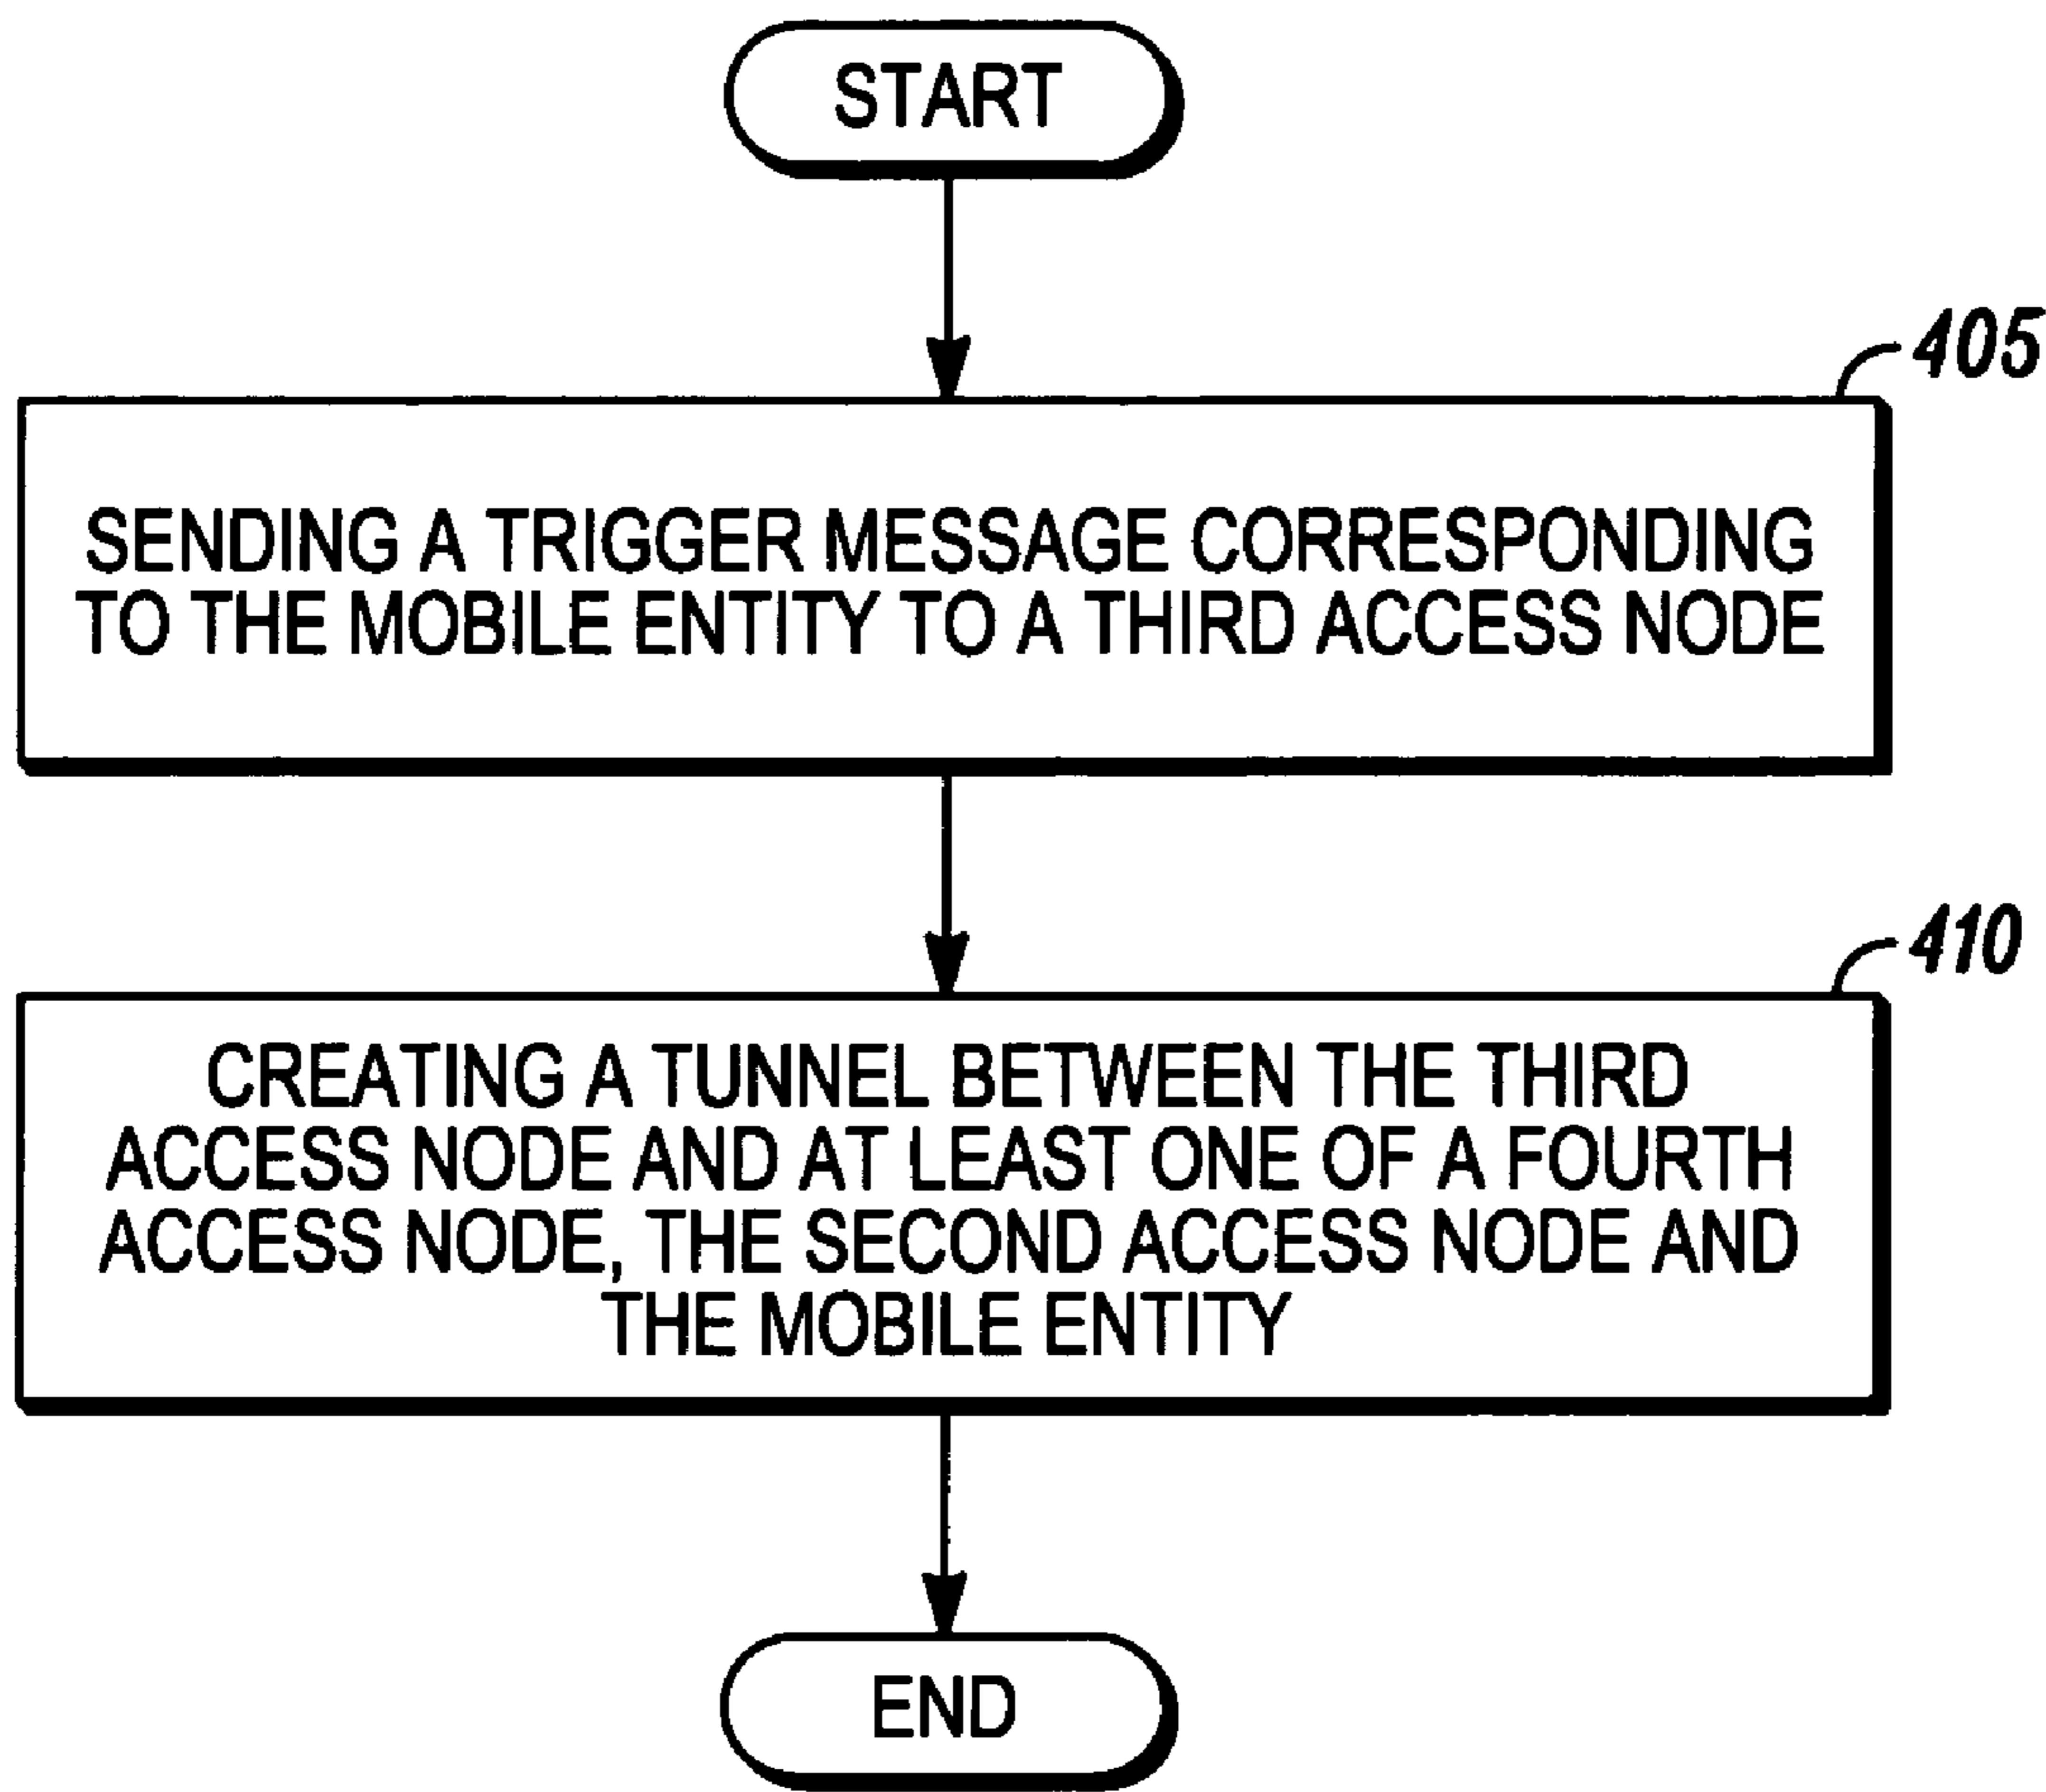 START
405
SENDING A TRIGGER MESSAGE CORRESPONDING
TO THE MOBILE ENTITY TO A THIRD ACCESS NODE
410
CREATING A TUNNEL BETWEEN THE THIRD
ACCESS NODE AND AT LEAST ONE OF A FOURTH
ACCESS NODE, THE SECOND ACCESS NODE AND
THE MOBILE ENTITY
END